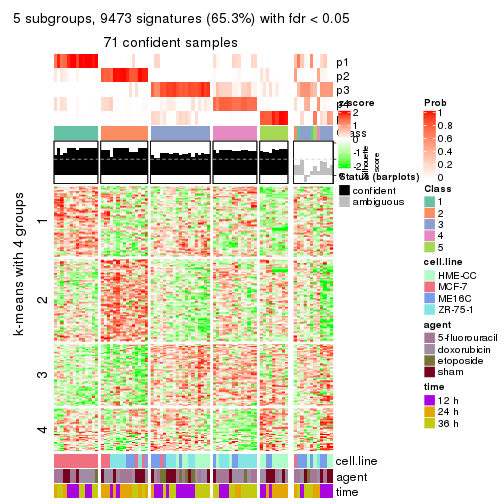 5 subgroups, 9473 signatures (65.3%) with fdr < 0.05
71 confident samples
p1
p2
p3
z-score
2
1
0
-1
-2
Silhouette score
Status (barplots)
confident
ambiguous
Prob
1
0.8
0.6
0.4
0.2
0
Class
1
2
3
4
5
cell.line
HME-CC
MCF-7
ME16C
ZR-75-1
agent
5-fluorouracil
doxorubicin
etoposide
sham
time
12 h
24 h
36 h
k-means with 4 groups
1
2
3
4
cell.line
agent
time